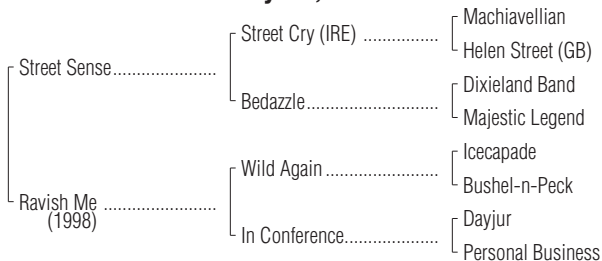 Machiavellian
Street Cry (IRE) ................
Helen Street (GB)
Street Sense......................
Dixieland Band
Bedazzle............................
Majestic Legend
Icecapade
Wild Again ........................
Bushel-n-Peck
Ravish Me ........................
(1998)
Dayjur
In Conference....................
Personal Business